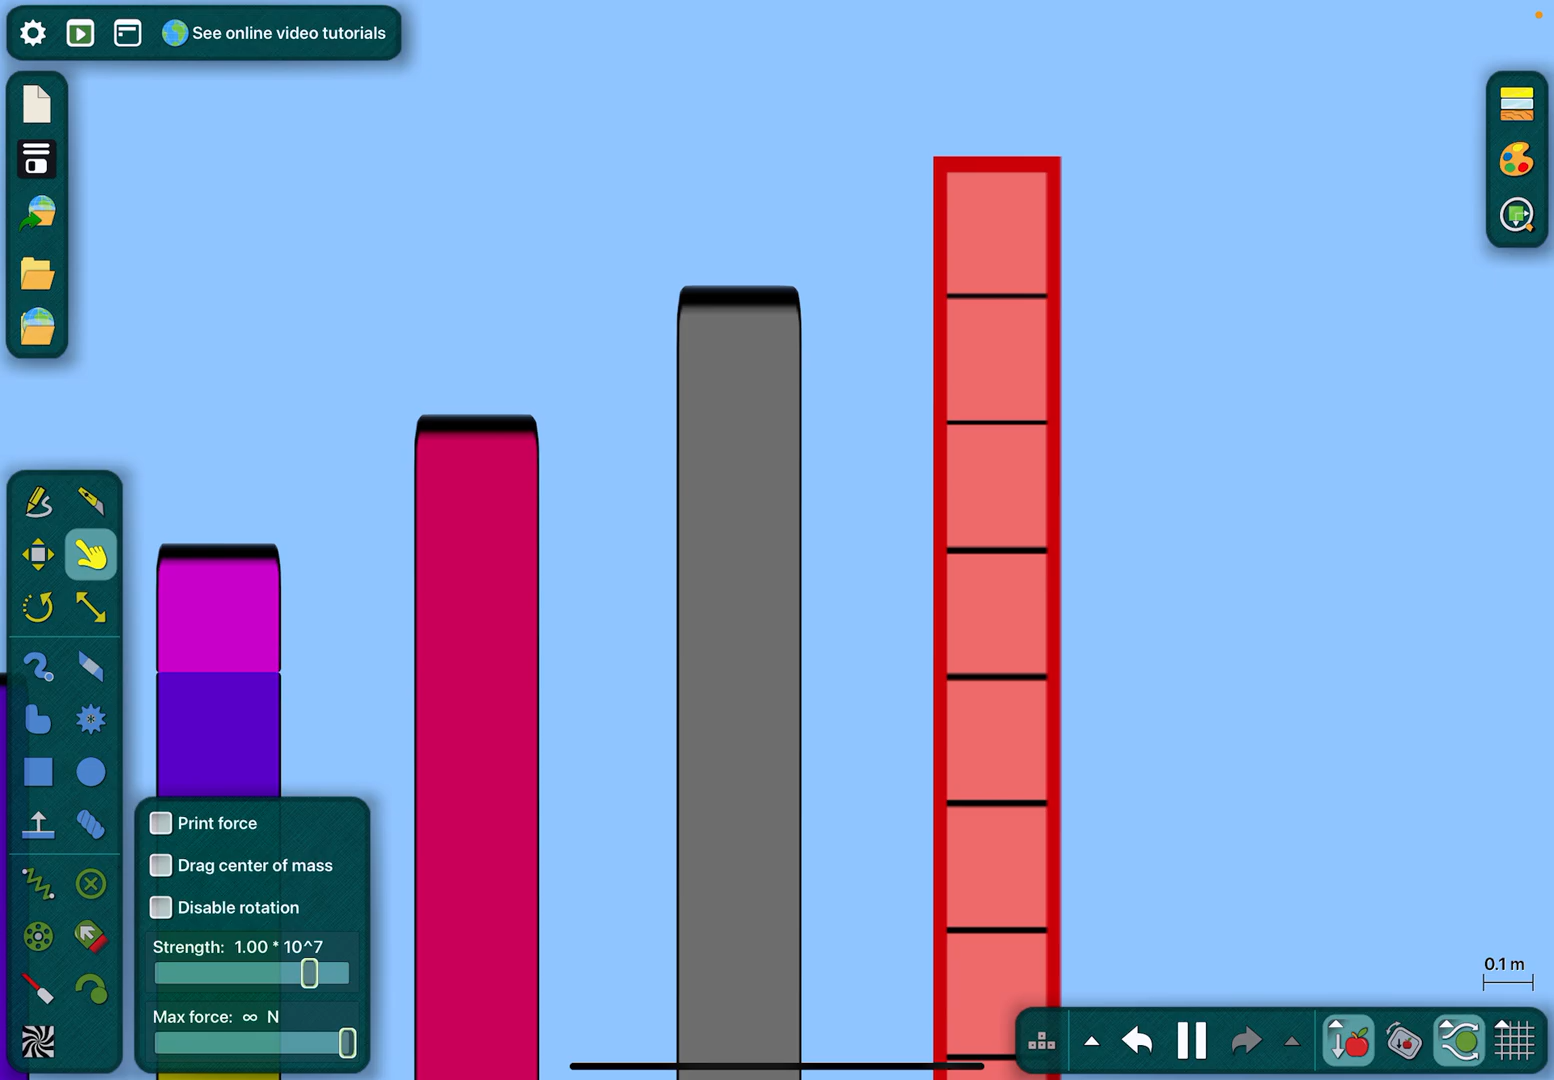 See online video tutorials
Print force
Drag center of mass
Disable rotation
Strength: 1.00 * 10^7
Max force: ∞ N
0.1 m